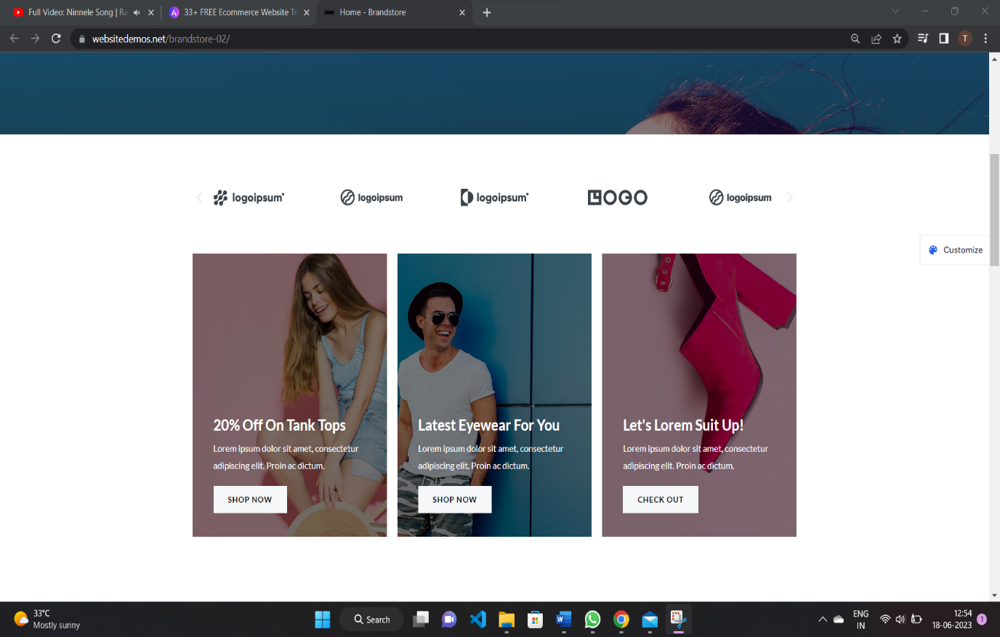 Full Video: Ninnele Song | Ra
33+ FREE Ecommerce Website Te
Home - Brandstore
websitedemos.net/brandstore-02/
T
logoipsum
logoipsum
logoipsum
LOGO
logoipsum
Customize
20% Off On Tank Tops
Lorem ipsum dolor sit amet, consectetur
adipiscing elit. Proin ac dictum.
SHOP NOW
Latest Eyewear For You
Lorem ipsum dolor sit amet, consectetur
adipiscing elit. Proin ac dictum.
SHOP NOW
Let's Lorem Suit Up!
Lorem ipsum dolor sit amet, consectetur
adipiscing elit. Proin ac dictum.
CHECK OUT
33°C
Mostly sunny
Search
ENG
IN
12:54
18-06-2023
1